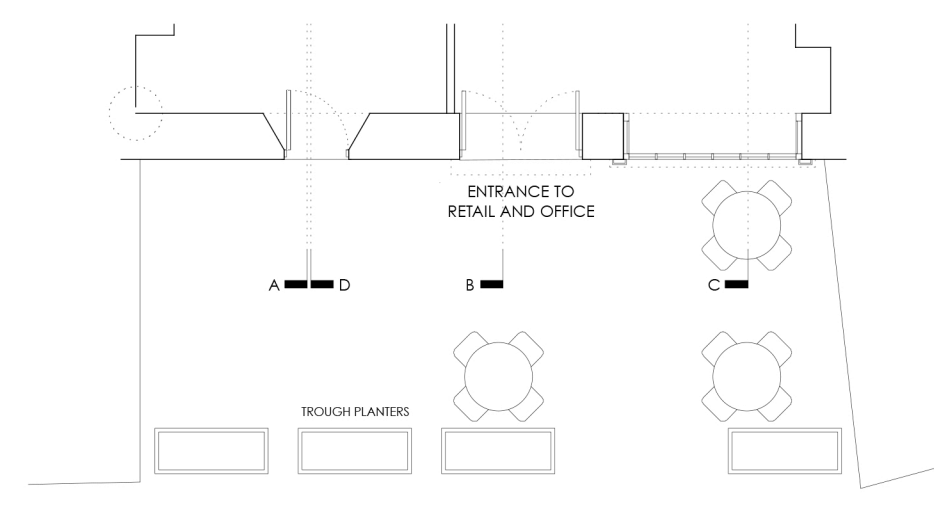 ENTRANCE TO
RETAIL AND OFFICE
A D B C
TROUGH PLANTERS